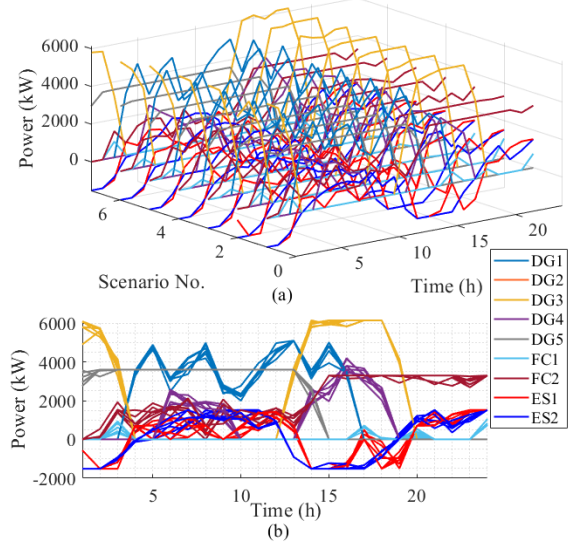 6000
4000
2000
0
Power (kW)
6
4
2
0
5
10
15
20
Scenario No.
Time (h)
(a)
DG1
DG2
DG3
DG4
DG5
FC1
FC2
ES1
ES2
6000
4000
2000
0
-2000
Power (kW)
5
10
15
20
Time (h)
(b)